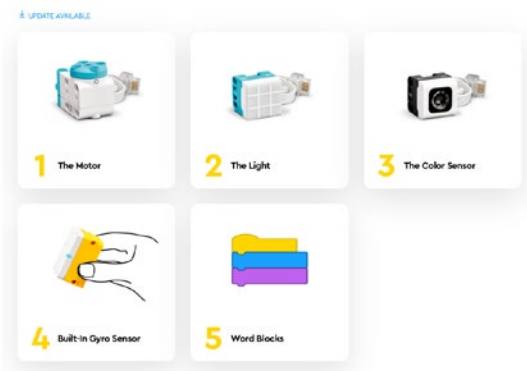 UPDATE AVAILABLE
1 The Motor
2 The Light
3 The Color Sensor
4 Built-In Gyro Sensor
5 Word Blocks